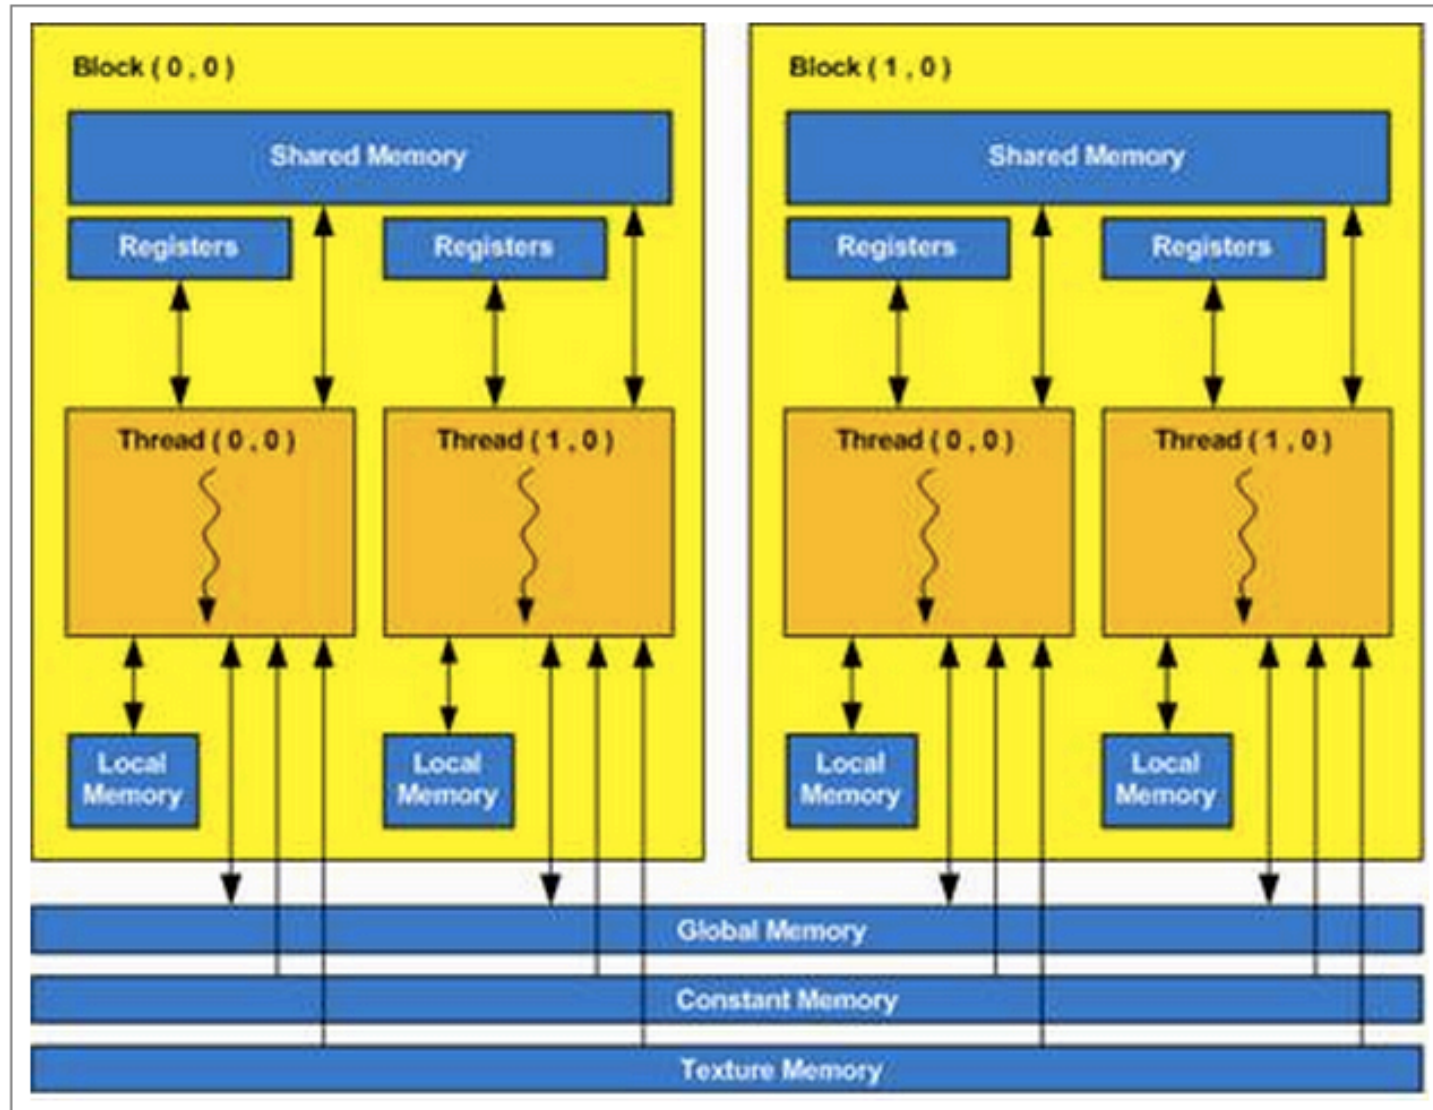 Block ( 0 , 0 )
Shared Memory
Registers
Registers
Thread ( 0 , 0 )
Thread ( 1 , 0 )
Local
Memory
Local
Memory
Block ( 1 , 0 )
Shared Memory
Registers
Registers
Thread ( 0 , 0 )
Thread ( 1 , 0 )
Local
Memory
Local
Memory
Global Memory
Constant Memory
Texture Memory